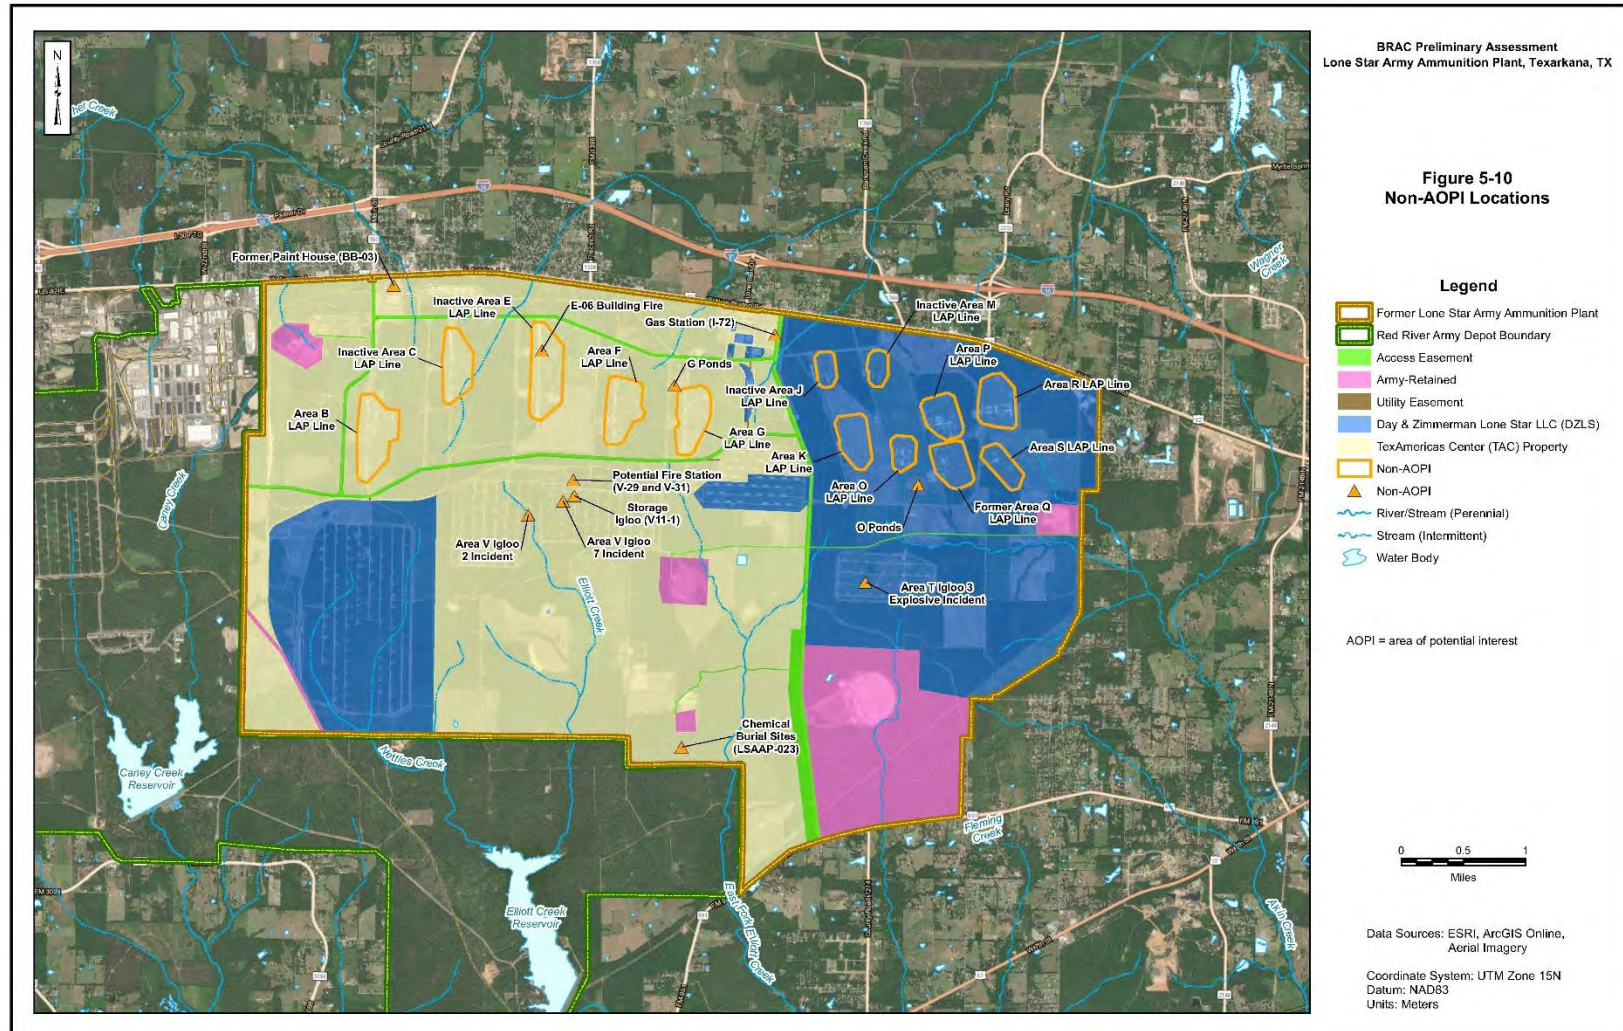 BRAC Preliminary Assessment
Lone Star Army Ammunition Plant, Texarkana, TX
Figure 5-10
Non-AOPI Locations
Legend
Former Lone Star Army Ammunition Plant
Red River Army Depot Boundary
Access Easement
Army-Retained
Utility Easement
Day & Zimmerman Lone Star LLC (DZLS)
TexAmericas Center (TAC) Property
Non-AOPI
Non-AOPI
River/Stream (Perennial)
Stream (Intermittent)
Water Body
AOPI = area of potential interest
0 0.5 1
Miles
Data Sources: ESRI, ArcGIS Online,
Aerial Imagery
Coordinate System: UTM Zone 15N
Datum: NAD83
Units: Meters
N
Former Paint House (BB-03)
Inactive Area E
LAP Line
E-06 Building Fire
Gas Station (I-72)
Inactive Area M
LAP Line
Inactive Area C
LAP Line
Area F
LAP Line
G Ponds
Area P
LAP Line
Area R LAP Line
Inactive Area J
LAP Line
Area B
LAP Line
Area G
LAP Line
Area K
LAP Line
Area S LAP Line
Area O
LAP Line
Former Area Q
LAP Line
O Ponds
Potential Fire Station
(V-29 and V-31)
Storage
Igloo (V11-1)
Area V Igloo
2 Incident
Area V Igloo
7 Incident
Area T Igloo 3
Explosive Incident
Chemical
Burial Sites
(LSAAP-023)
Caney Creek
Elliott Creek
Nettles Creek
Caney Creek
Reservoir
Elliott Creek
Reservoir
East Fork Elliott Creek
Fleming
Creek
Akin Creek
Wagner
Creek
30